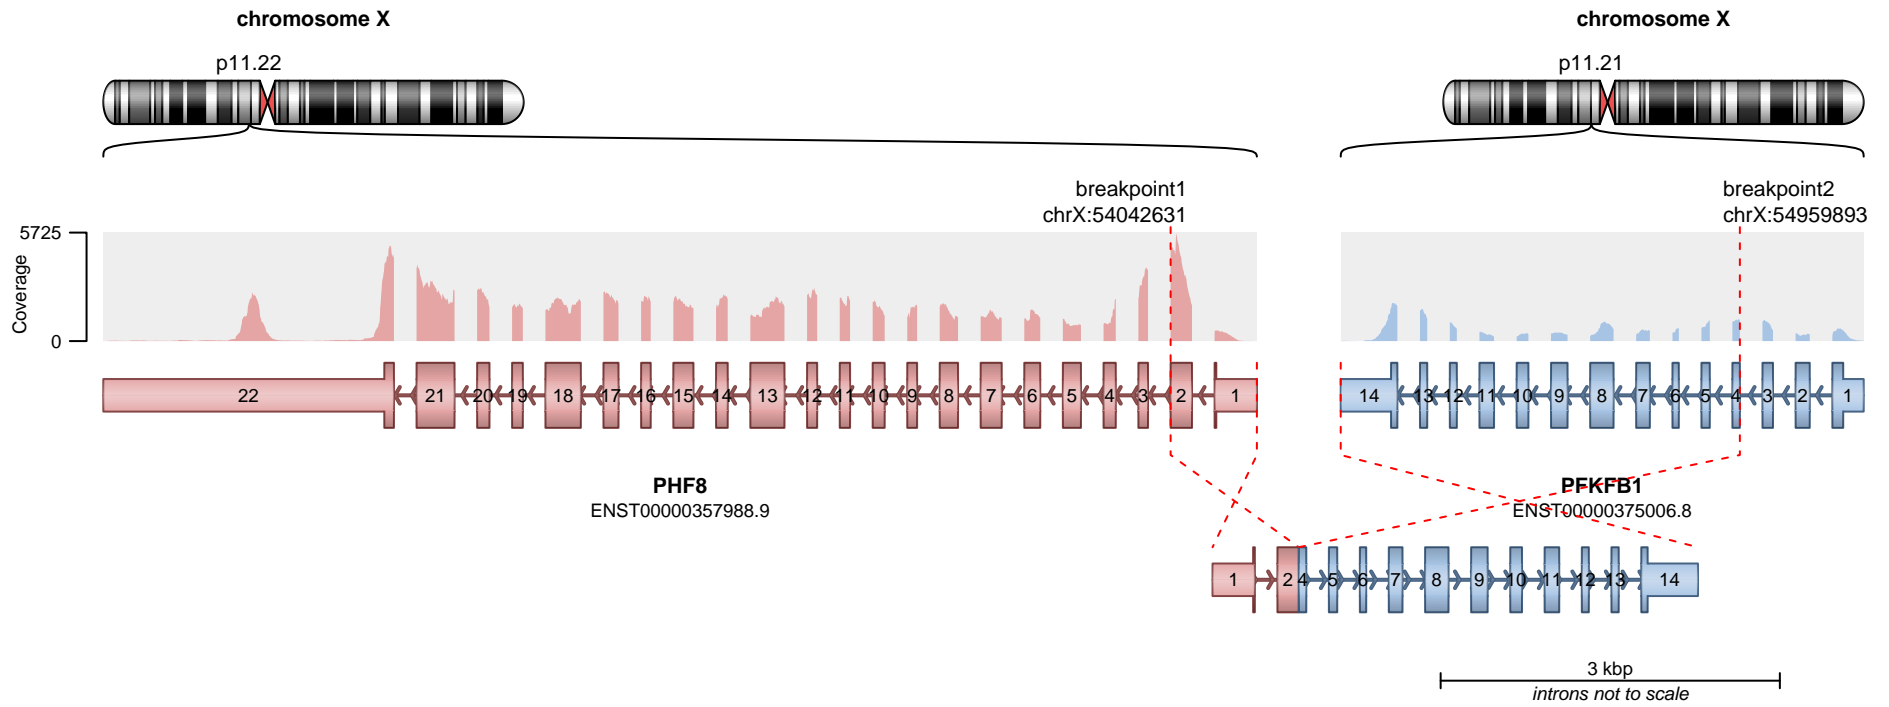 chromosome X
chromosome X
p11.22
p11.21
breakpoint1
chrX:54042631
breakpoint2
chrX:54959893
5725
Coverage
0
22 21 20 19 18 17 16 15 14 13 12 11 10 9 8 7 6 5 4 3 2 1
14 13 12 11 10 9 8 7 6 5 4 3 2 1
PHF8
ENST00000357988.9
PFKFB1
ENST00000375006.8
1 2 4 5 6 7 8 9 10 11 12 13 14
3 kbp
introns not to scale